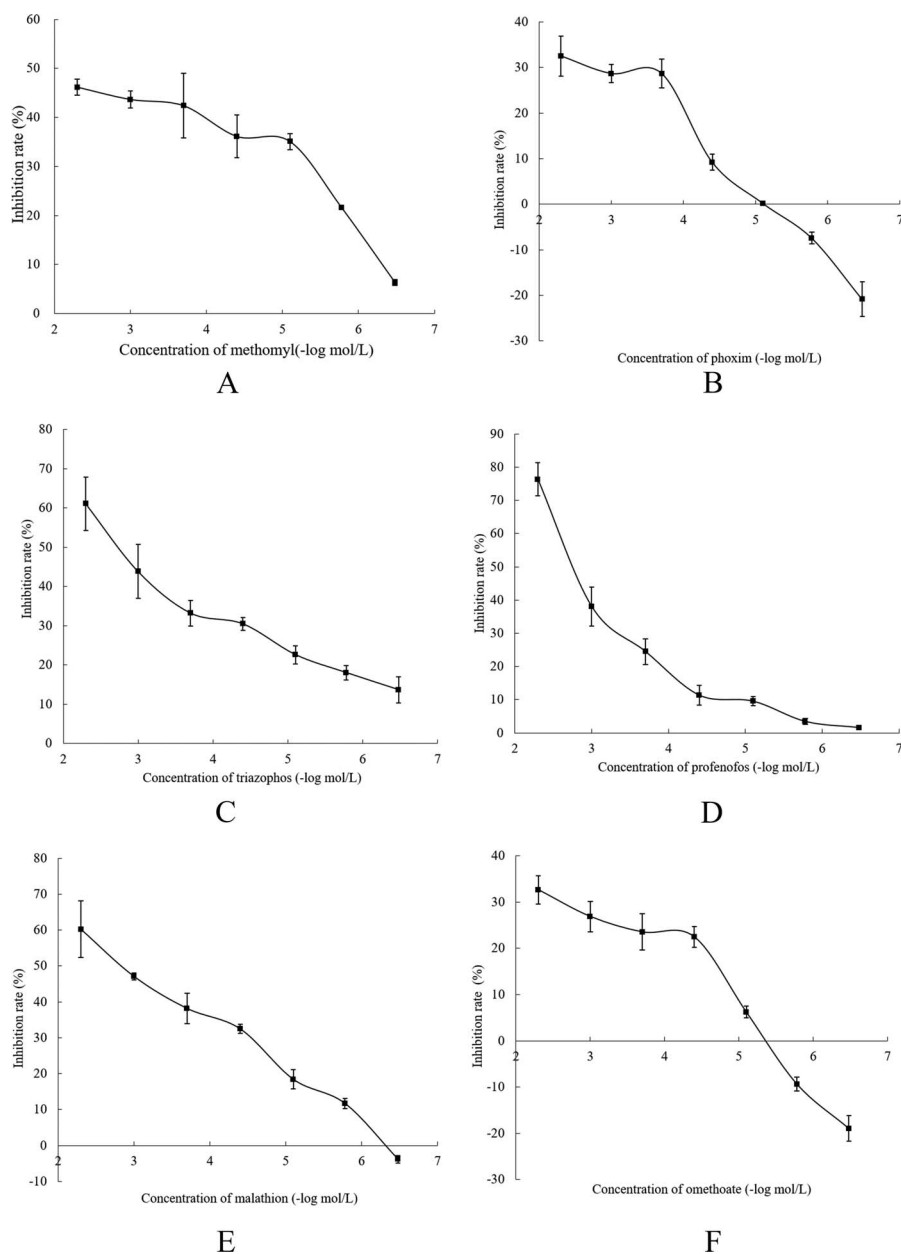 60
50
40
30
20
10
0
2 3 4 5 6 7
Inhibition rate (%)
Concentration of methomyl(-log mol/L)
A
40
30
20
10
0
-10
-20
-30
2 3 4 5 6 7
Inhibition rate (%)
Concentration of phoxim (-log mol/L)
B
80
70
60
50
40
30
20
10
0
2 3 4 5 6 7
Inhibition rate (%)
Concentration of triazophos (-log mol/L)
C
90
80
70
60
50
40
30
20
10
0
2 3 4 5 6 7
Inhibition rate (%)
Concentration of profenofos (-log mol/L)
D
80
70
60
50
40
30
20
10
0
-10
2 3 4 5 6 7
Inhibition rate (%)
Concentration of malathion (-log mol/L)
E
40
30
20
10
0
-10
-20
-30
2 3 4 5 6 7
Inhibition rate (%)
Concentration of omethoate (-log mol/L)
F